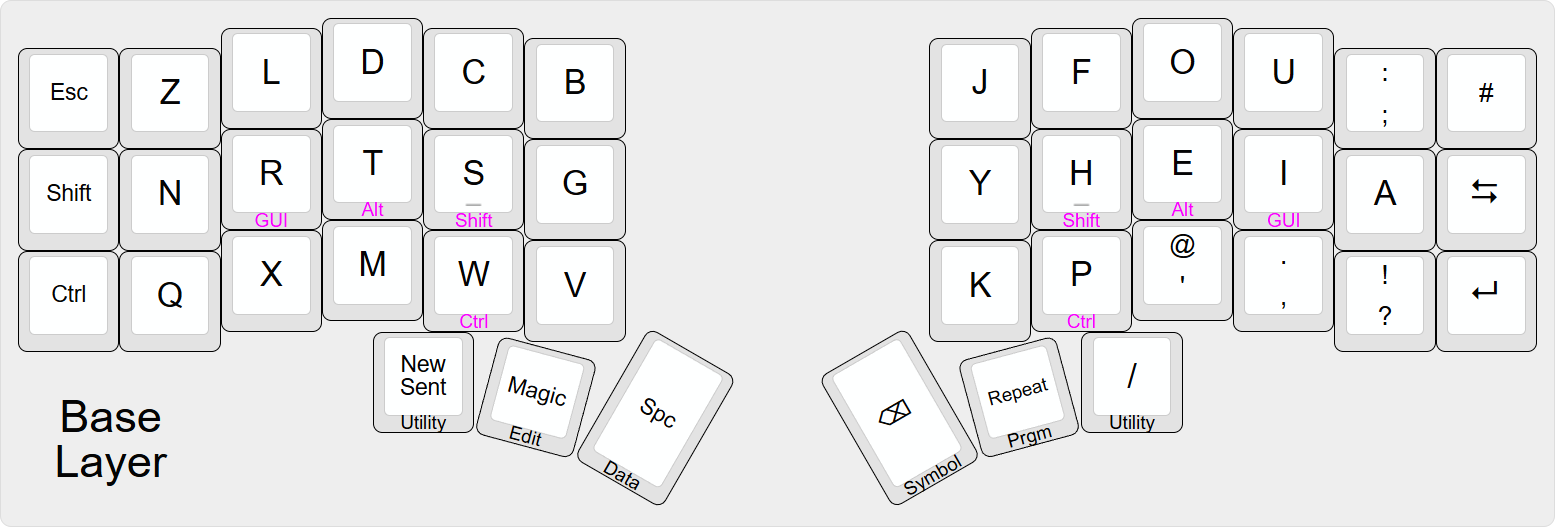 Esc Z L D C B J F O U : ; #
Shift N R T S G Y H E I A ⇆
GUI Alt Shift Shift Alt GUI
Ctrl Q X M W V K P @ ' . , ! ? ↵
Ctrl Ctrl
New
Sent
Utility
Magic
Edit
Spc
Data
⌫
Symbol
Repeat
Prgm
/
Utility
Base
Layer